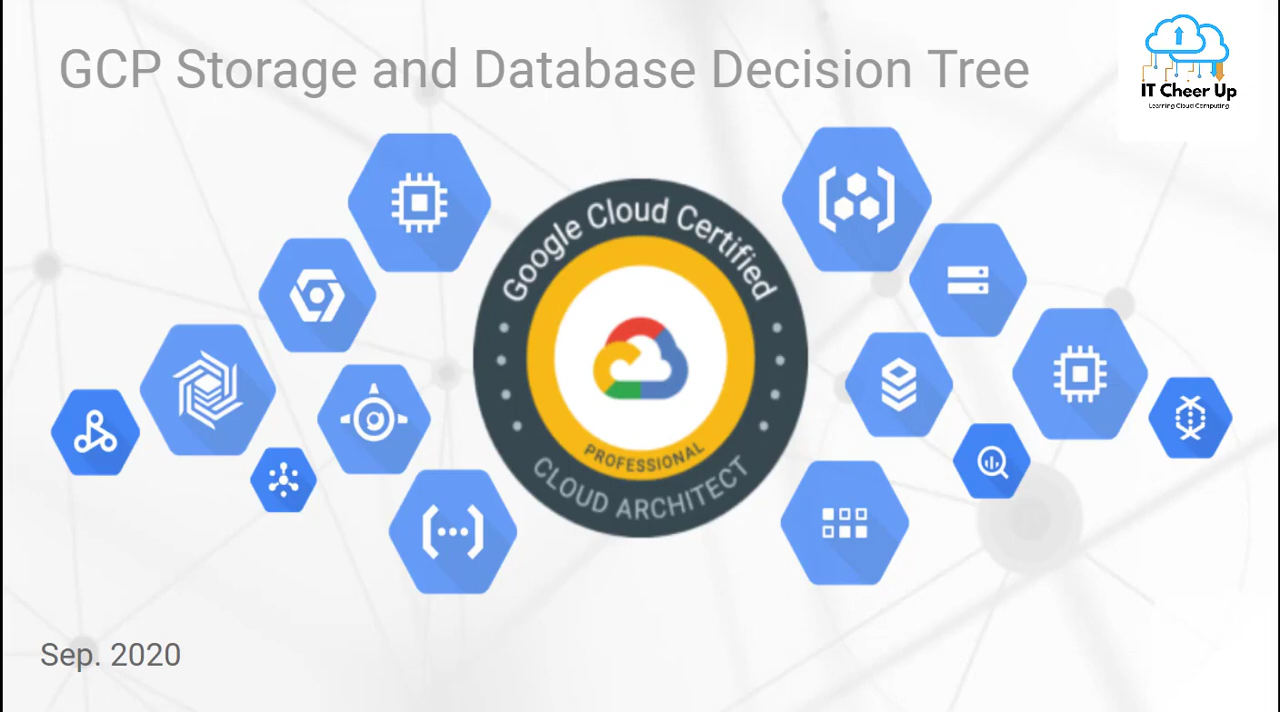 GCP Storage and Database Decision Tree
IT Cheer Up
Learning Cloud Computing
Google Cloud Certified
PROFESSIONAL
CLOUD ARCHITECT
Sep. 2020